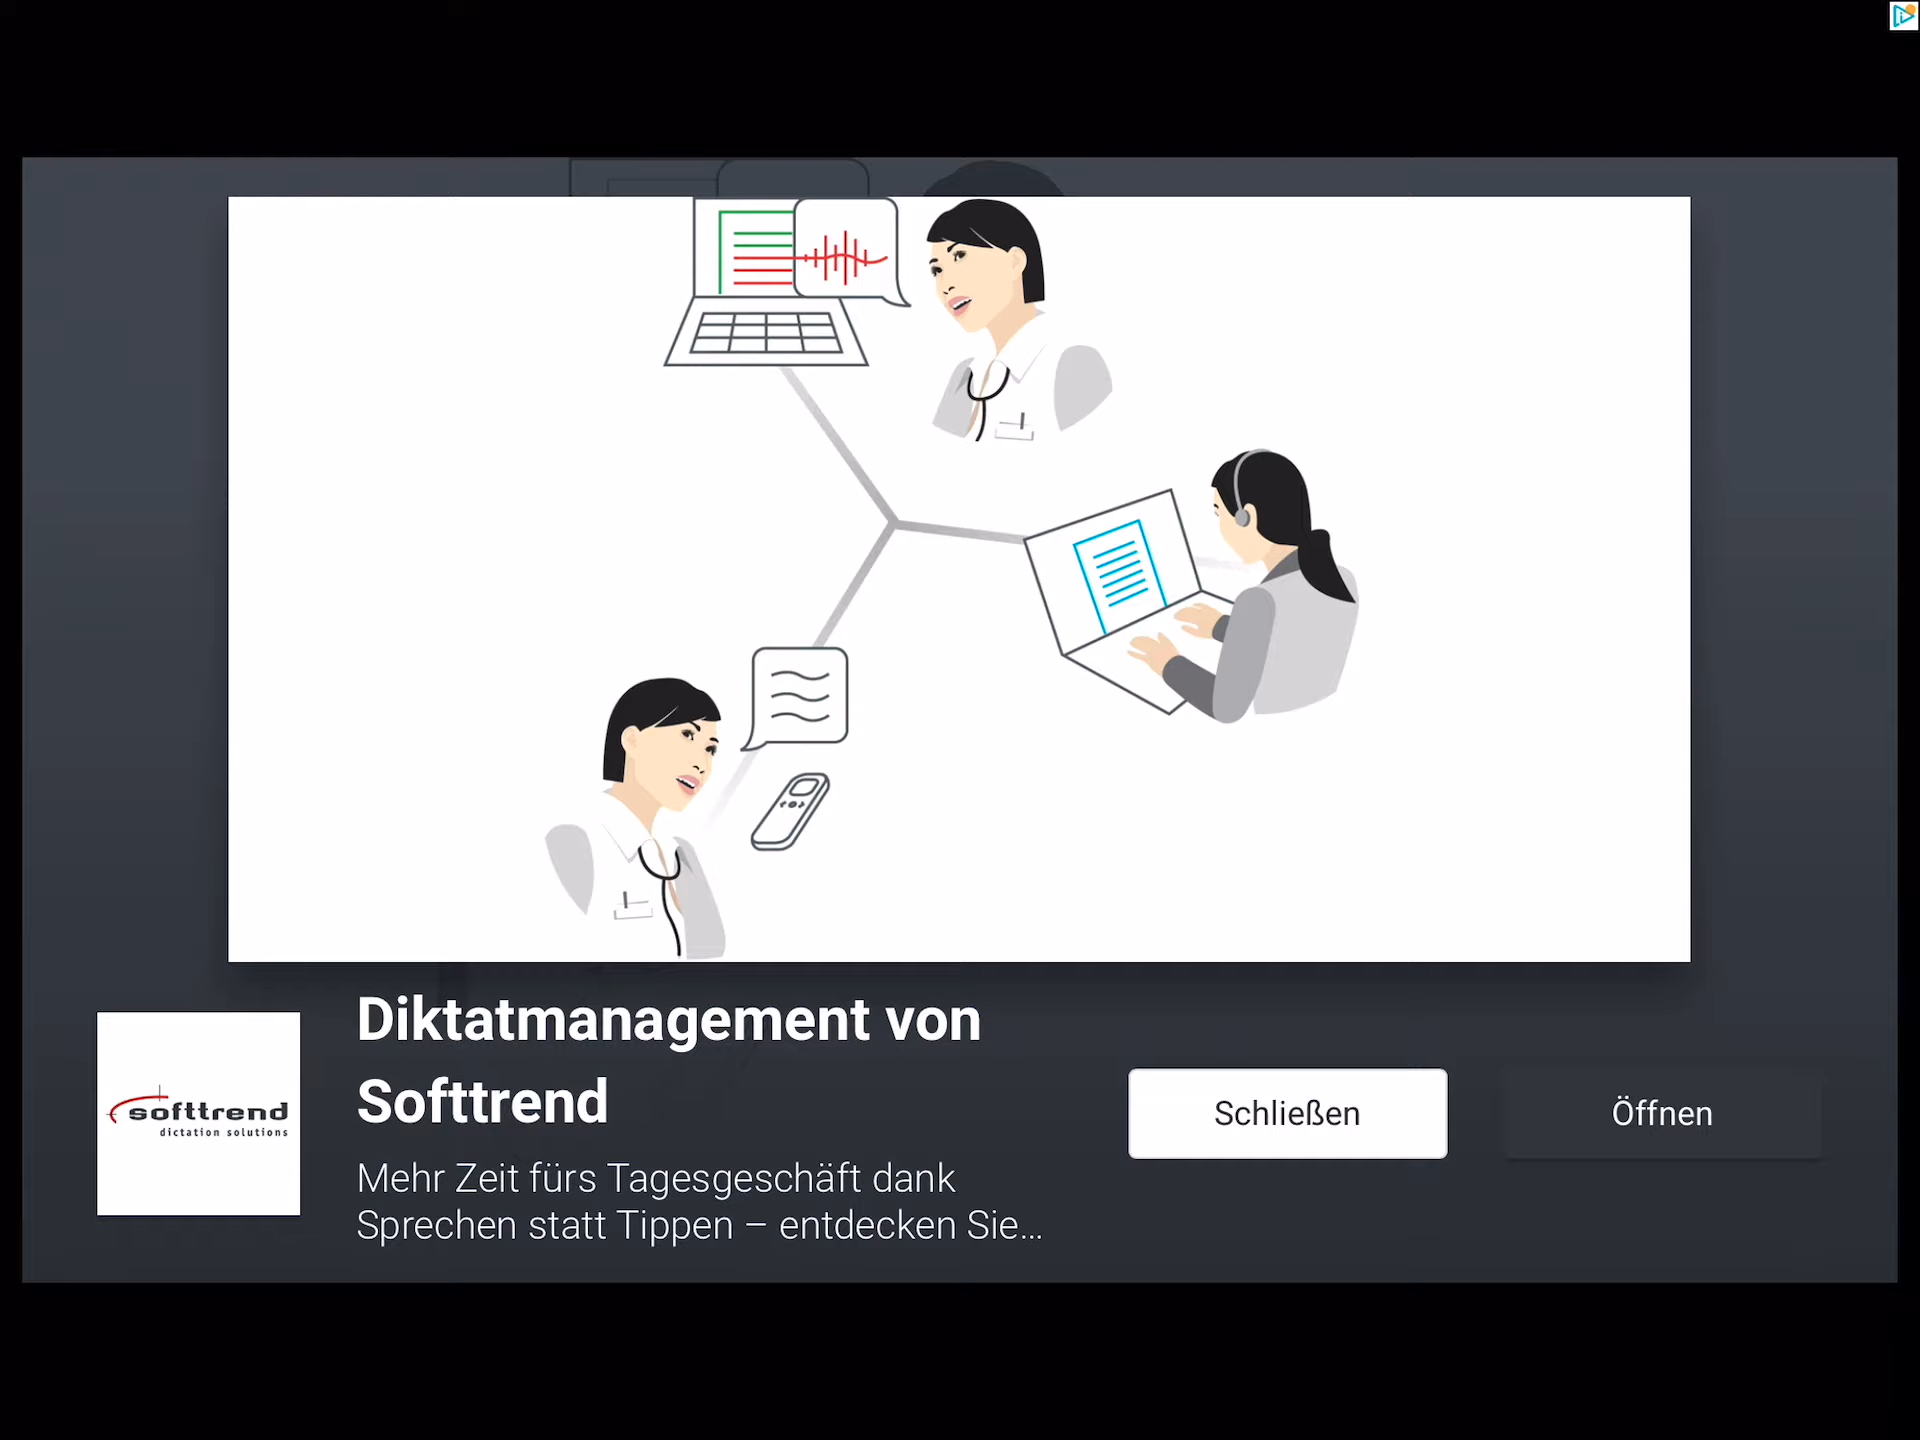 softtrend
dictation solutions
Diktatmanagement von
Softtrend
Mehr Zeit fürs Tagesgeschäft dank
Sprechen statt Tippen – entdecken Sie...
Schließen
Öffnen